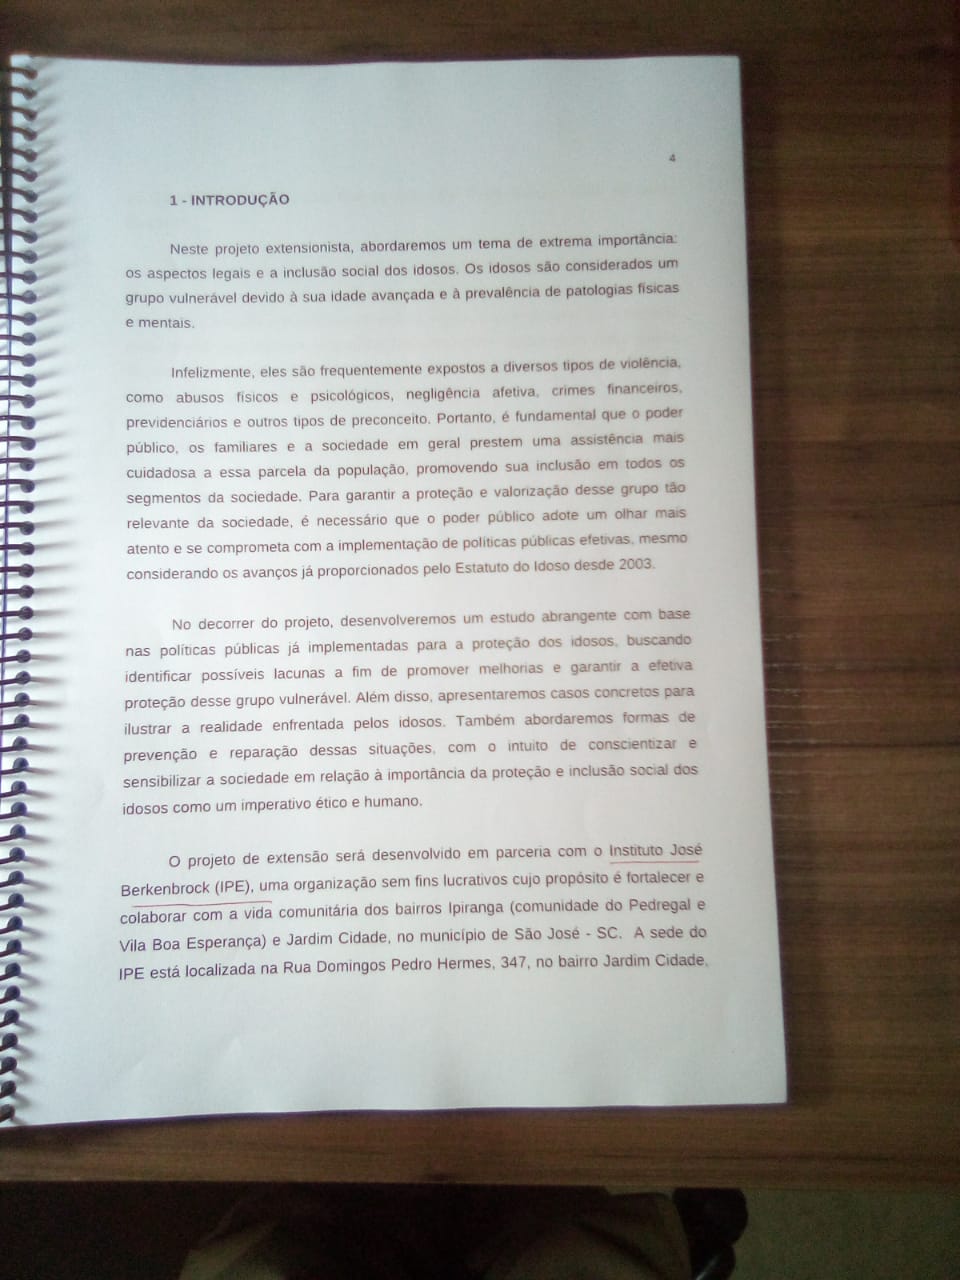 4
1 - INTRODUÇÃO
Neste projeto extensionista, abordaremos um tema de extrema importância:
os aspectos legais e a inclusão social dos idosos. Os idosos são considerados um
grupo vulnerável devido à sua idade avançada e à prevalência de patologias físicas
e mentais.
Infelizmente, eles são frequentemente expostos a diversos tipos de violência,
como abusos físicos e psicológicos, negligência afetiva, crimes financeiros,
previdenciários e outros tipos de preconceito. Portanto, é fundamental que o poder
público, os familiares e a sociedade em geral prestem uma assistência mais
cuidadosa a essa parcela da população, promovendo sua inclusão em todos os
segmentos da sociedade. Para garantir a proteção e valorização desse grupo tão
relevante da sociedade, é necessário que o poder público adote um olhar mais
atento e se comprometa com a implementação de políticas públicas efetivas, mesmo
considerando os avanços já proporcionados pelo Estatuto do Idoso desde 2003.
No decorrer do projeto, desenvolveremos um estudo abrangente com base
nas políticas públicas já implementadas para a proteção dos idosos, buscando
identificar possíveis lacunas a fim de promover melhorias e garantir a efetiva
proteção desse grupo vulnerável. Além disso, apresentaremos casos concretos para
ilustrar a realidade enfrentada pelos idosos. Também abordaremos formas de
prevenção e reparação dessas situações, com o intuito de conscientizar e
sensibilizar a sociedade em relação à importância da proteção e inclusão social dos
idosos como um imperativo ético e humano.
O projeto de extensão será desenvolvido em parceria com o Instituto José
Berkenbrock (IPE), uma organização sem fins lucrativos cujo propósito é fortalecer e
colaborar com a vida comunitária dos bairros Ipiranga (comunidade do Pedregal e
Vila Boa Esperança) e Jardim Cidade, no município de São José - SC. A sede do
IPE está localizada na Rua Domingos Pedro Hermes, 347, no bairro Jardim Cidade,